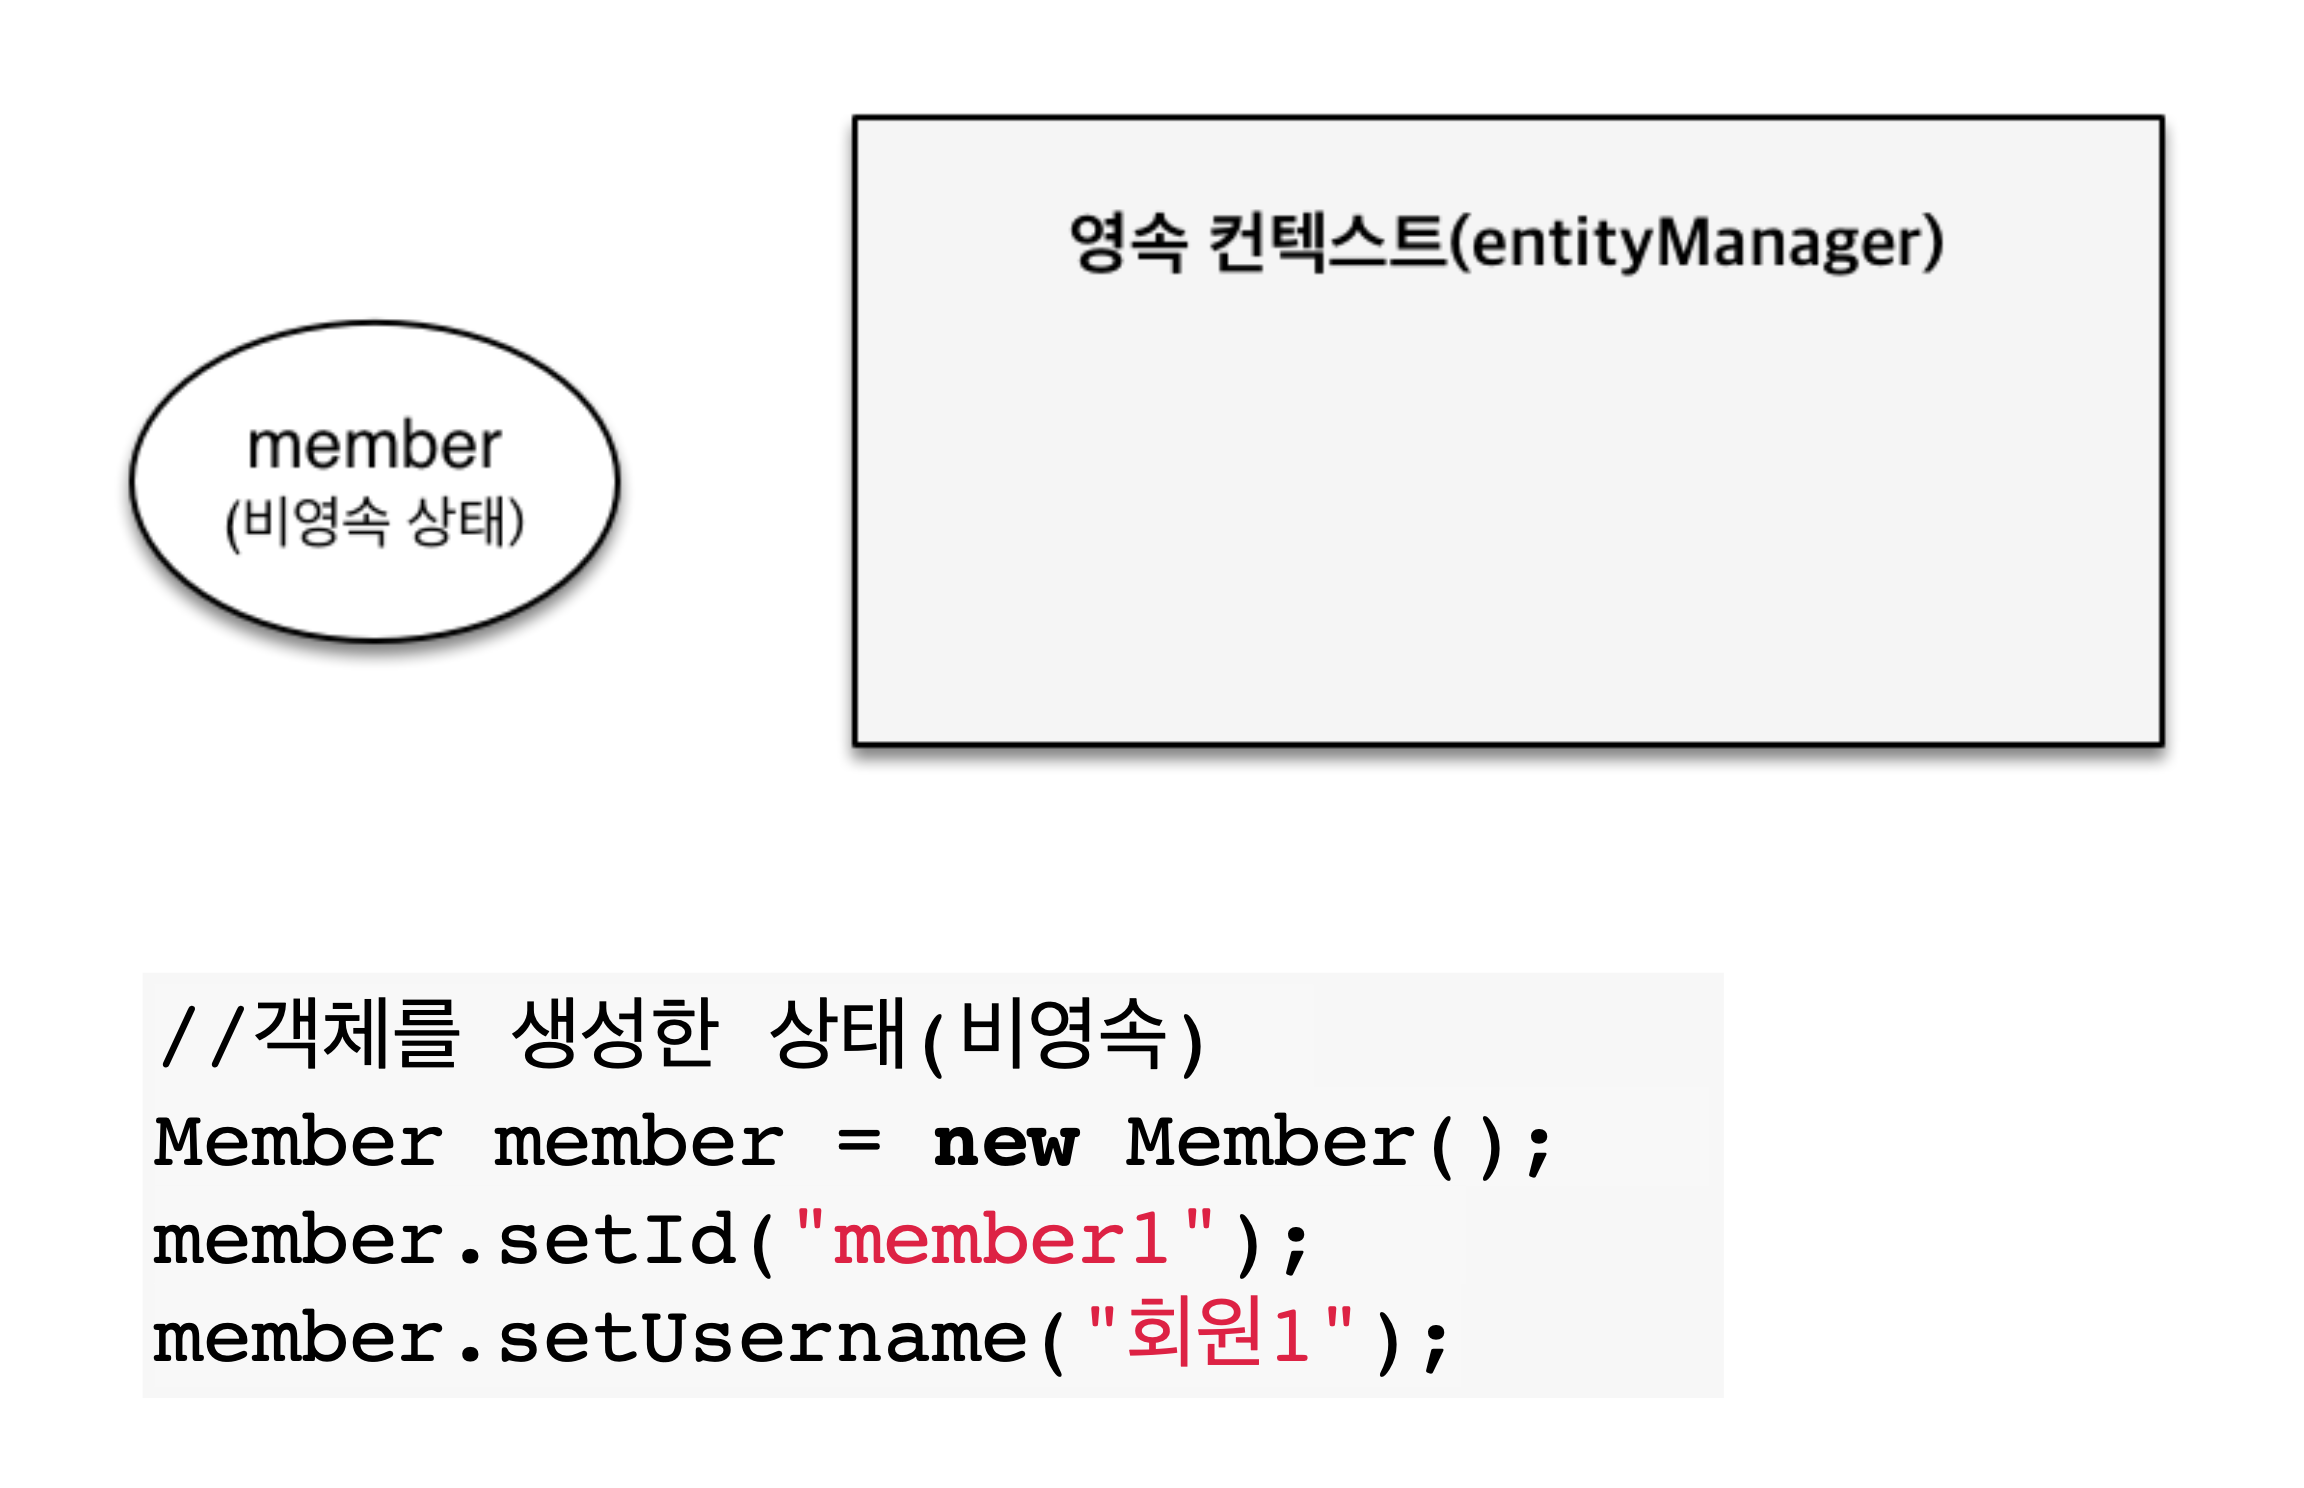 영속 컨텍스트(entityManager)
member
(비영속 상태)
//객체를 생성한 상태(비영속)
Member member = new Member();
member.setId("member1");
member.setUsername("회원1");